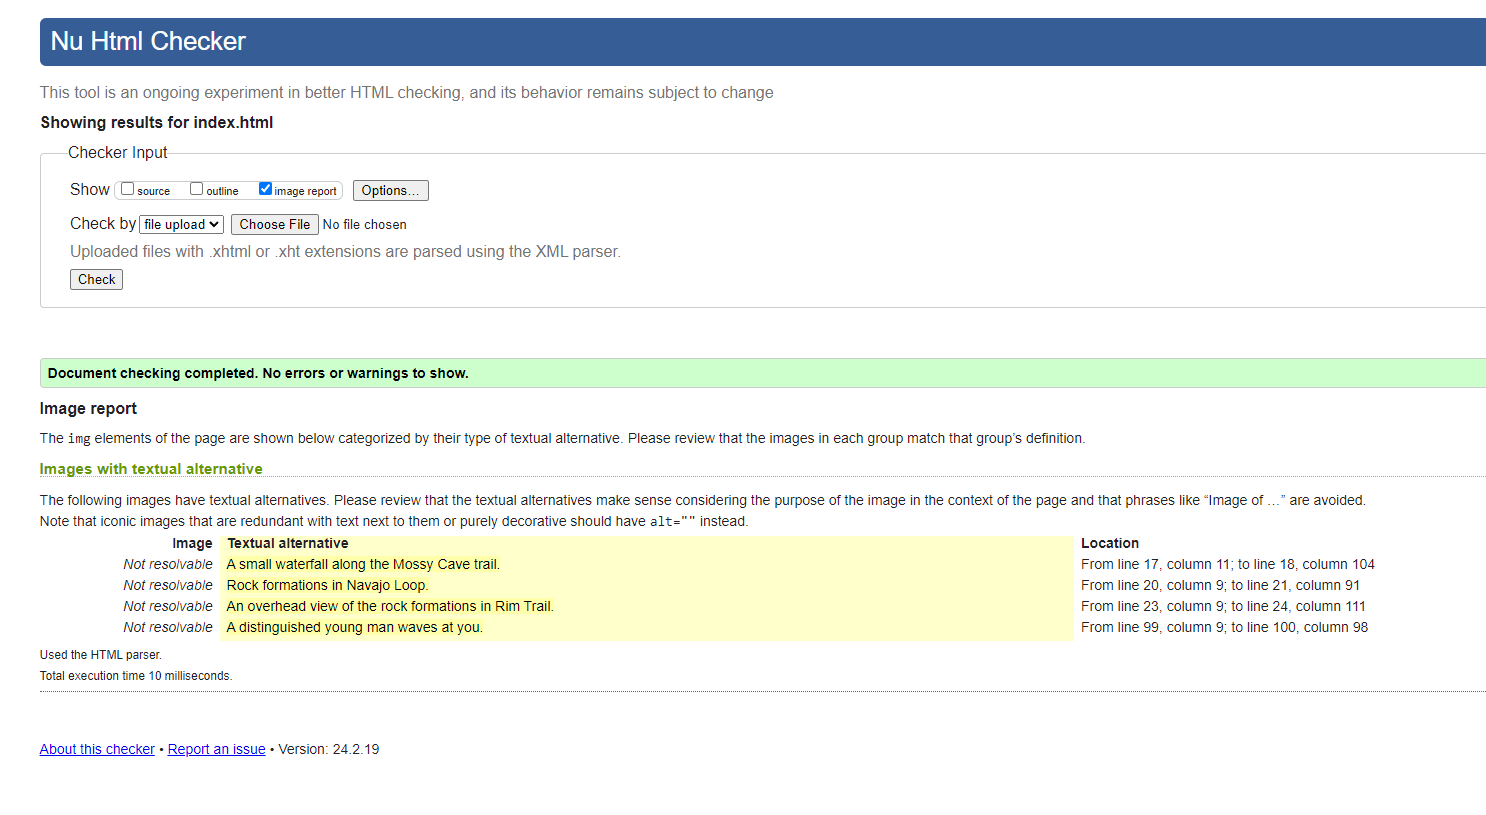 Nu Html Checker
This tool is an ongoing experiment in better HTML checking, and its behavior remains subject to change
Showing results for index.html
Checker Input
Show source outline image report Options...
Check by file upload Choose File No file chosen
Uploaded files with .xhtml or .xht extensions are parsed using the XML parser.
Check
Document checking completed. No errors or warnings to show.
Image report
The img elements of the page are shown below categorized by their type of textual alternative. Please review that the images in each group match that group’s definition.
Images with textual alternative
The following images have textual alternatives. Please review that the textual alternatives make sense considering the purpose of the image in the context of the page and that phrases like “Image of …” are avoided.
Note that iconic images that are redundant with text next to them or purely decorative should have alt="" instead.
Image Textual alternative Location
Not resolvable A small waterfall along the Mossy Cave trail. From line 17, column 11; to line 18, column 104
Not resolvable Rock formations in Navajo Loop. From line 20, column 9; to line 21, column 91
Not resolvable An overhead view of the rock formations in Rim Trail. From line 23, column 9; to line 24, column 111
Not resolvable A distinguished young man waves at you. From line 99, column 9; to line 100, column 98
Used the HTML parser.
Total execution time 10 milliseconds.
About this checker • Report an issue • Version: 24.2.19